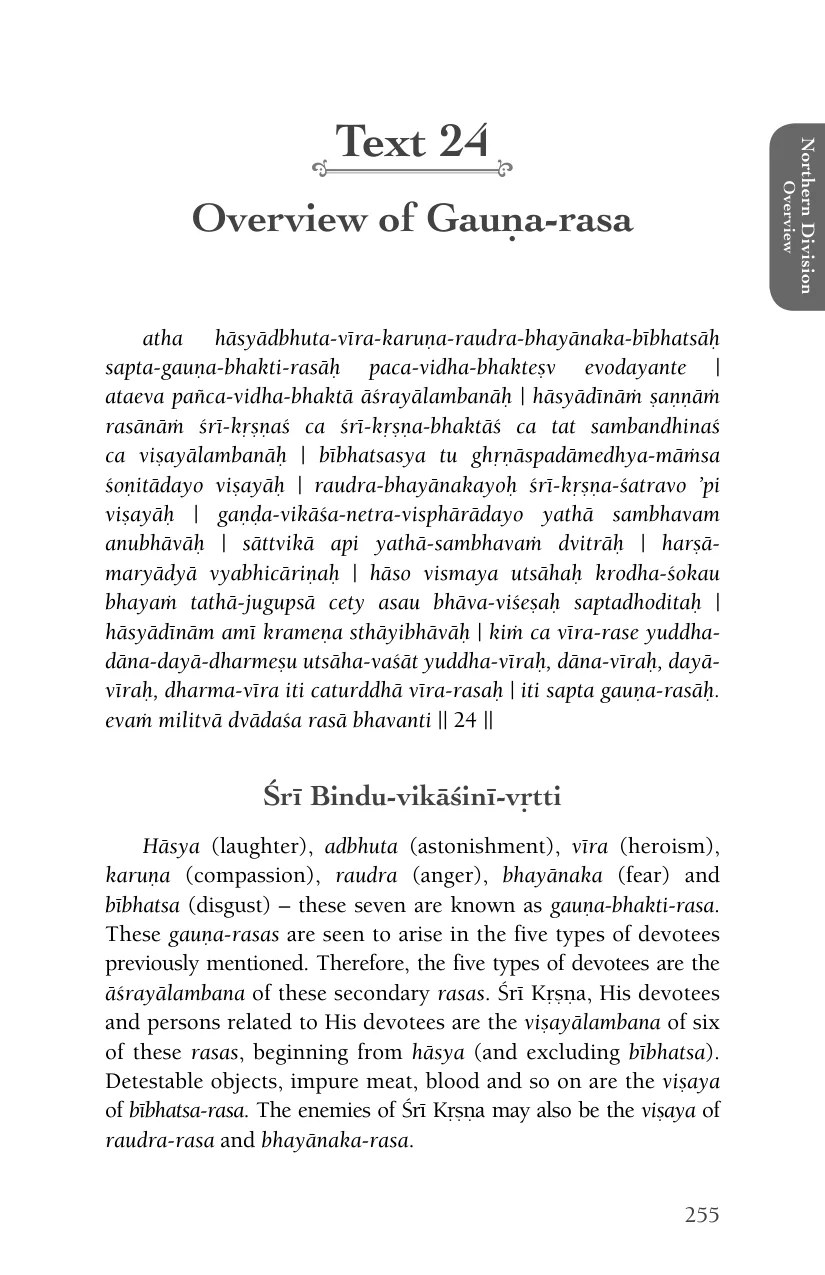 Text 24
Overview of Gauṇa-rasa
Northern Division
Overview
atha hāsyādbhuta-vīra-karuṇa-raudra-bhayānaka-bībhatsāḥ
sapta-gauṇa-bhakti-rasāḥ paca-vidha-bhakteṣv evodayante |
ataeva pañca-vidha-bhaktā āśrayālambanāḥ | hāsyādīnāṁ ṣaṇṇāṁ
rasānāṁ śrī-kṛṣṇaś ca śrī-kṛṣṇa-bhaktāś ca tat sambandhinaś
ca viṣayālambanāḥ | bībhatsasya tu ghṛṇāspadāmedhya-māṁsa
śoṇitādayo viṣayāḥ | raudra-bhayānakayoḥ śrī-kṛṣṇa-śatravo ’pi
viṣayāḥ | gaṇḍa-vikāśa-netra-visphārādayo yathā sambhavam
anubhāvāḥ | sāttvikā api yathā-sambhavaṁ dvitrāḥ | harṣā-
maryādyā vyabhicāriṇaḥ | hāso vismaya utsāhaḥ krodha-śokau
bhayaṁ tathā-jugupsā cety asau bhāva-viśeṣaḥ saptadhoditaḥ |
hāsyādīnām amī krameṇa sthāyibhāvāḥ | kiṁ ca vīra-rase yuddha-
dāna-dayā-dharmeṣu utsāha-vaśāt yuddha-vīraḥ, dāna-vīraḥ, dayā-
vīraḥ, dharma-vīra iti caturddhā vīra-rasaḥ | iti sapta gauṇa-rasāḥ.
evaṁ militvā dvādaśa rasā bhavanti || 24 ||
Śrī Bindu-vikāśinī-vṛtti
Hāsya (laughter), adbhuta (astonishment), vīra (heroism),
karuṇa (compassion), raudra (anger), bhayānaka (fear) and
bībhatsa (disgust) – these seven are known as gauṇa-bhakti-rasa.
These gauṇa-rasas are seen to arise in the five types of devotees
previously mentioned. Therefore, the five types of devotees are the
āśrayālambana of these secondary rasas. Śrī Kṛṣṇa, His devotees
and persons related to His devotees are the viṣayālambana of six
of these rasas, beginning from hāsya (and excluding bībhatsa).
Detestable objects, impure meat, blood and so on are the viṣaya
of bībhatsa-rasa. The enemies of Śrī Kṛṣṇa may also be the viṣaya of
raudra-rasa and bhayānaka-rasa.
255